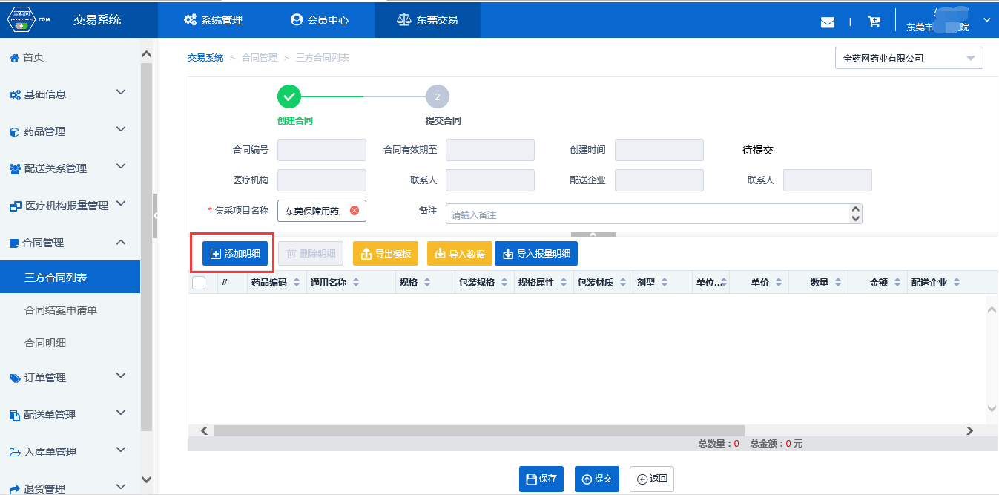 全药网 .COM 交易系统 系统管理 会员中心 东莞交易
东莞市 院
首页
基础信息
药品管理
配送关系管理
医疗机构报量管理
合同管理
三方合同列表
合同结案申请单
合同明细
订单管理
配送单管理
入库单管理
退货管理
交易系统 > 合同管理 > 三方合同列表
全药网药业有限公司
2
创建合同 提交合同
合同编号 合同有效期至 创建时间 待提交
医疗机构 联系人 配送企业 联系人
* 集采项目名称 东莞保障用药 备注 请输入备注
添加明细 删除明细 导出模板 导入数据 导入报量明细
# 药品编码 通用名称 规格 包装规格 规格属性 包装材质 剂型 单位... 单价 数量 金额 配送企业
总数量：0 总金额：0 元
保存 提交 返回